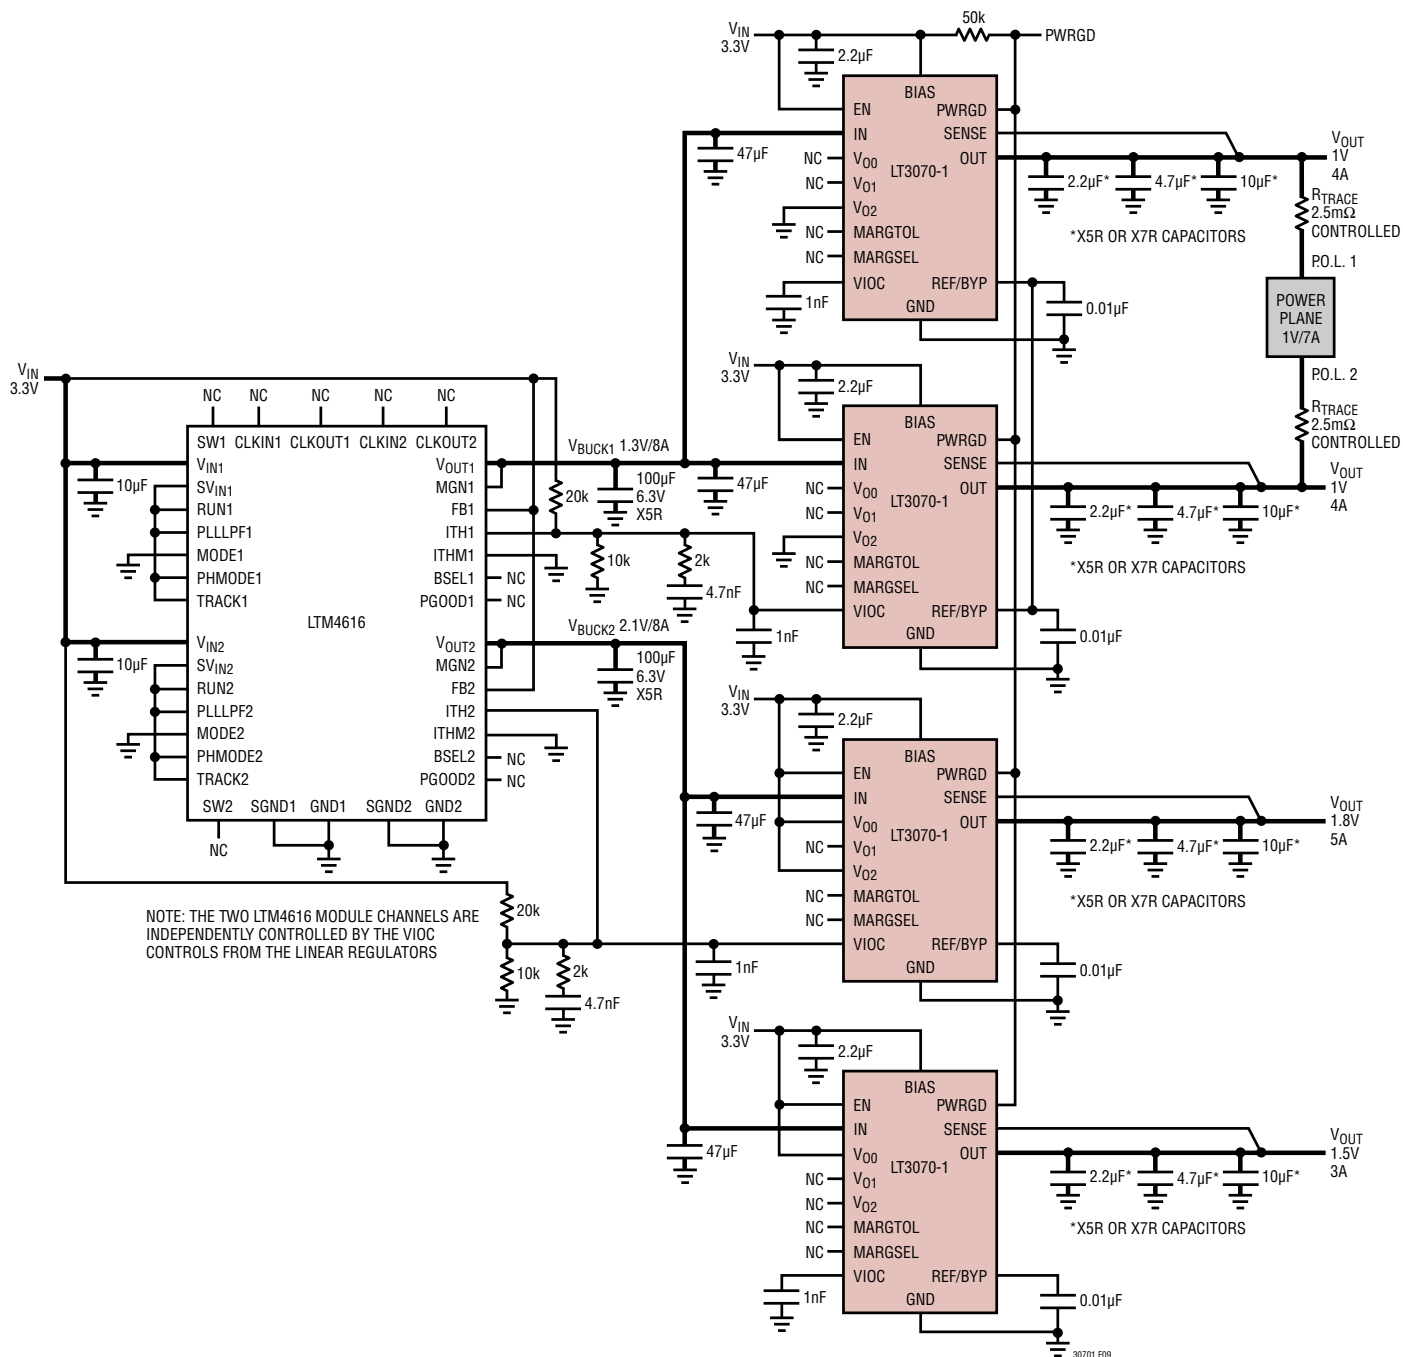 VIN
3.3V
50k
PWRGD
2.2µF
BIAS
EN
PWRGD
IN
SENSE
47µF
NC
VO0
OUT
LT3070-1
NC
VO1
VO2
NC
MARGTOL
NC
MARGSEL
VIOC
REF/BYP
1nF
GND
0.01µF
2.2µF*
4.7µF*
10µF*
*X5R OR X7R CAPACITORS
VOUT
1V
4A
RTRACE
2.5mΩ
CONTROLLED
P.O.L. 1
POWER
PLANE
1V/7A
P.O.L. 2
RTRACE
2.5mΩ
CONTROLLED
VOUT
1V
4A
VIN
3.3V
2.2µF
BIAS
EN
PWRGD
IN
SENSE
47µF
NC
VO0
OUT
LT3070-1
NC
VO1
VO2
NC
MARGTOL
NC
MARGSEL
VIOC
REF/BYP
1nF
GND
0.01µF
2.2µF*
4.7µF*
10µF*
*X5R OR X7R CAPACITORS
VIN
3.3V
NC
NC
NC
NC
NC
SW1
CLKIN1
CLKOUT1
CLKIN2
CLKOUT2
10µF
VIN1
SVIN1
RUN1
PLLLPF1
MODE1
PHMODE1
TRACK1
LTM4616
10µF
VIN2
SVIN2
RUN2
PLLLPF2
MODE2
PHMODE2
TRACK2
VOUT1
MGN1
FB1
ITH1
ITHM1
BSEL1
NC
PGOOD1
NC
VOUT2
MGN2
FB2
ITH2
ITHM2
BSEL2
NC
PGOOD2
NC
SW2
SGND1
GND1
SGND2
GND2
NC
VBUCK1 1.3V/8A
20k
100µF
6.3V
X5R
10k
2k
4.7nF
VBUCK2 2.1V/8A
100µF
6.3V
X5R
NOTE: THE TWO LTM4616 MODULE CHANNELS ARE
INDEPENDENTLY CONTROLLED BY THE VIOC
CONTROLS FROM THE LINEAR REGULATORS
20k
10k
2k
4.7nF
VIN
3.3V
2.2µF
BIAS
EN
PWRGD
IN
SENSE
47µF
VO0
OUT
LT3070-1
NC
VO1
VO2
NC
MARGTOL
NC
MARGSEL
VIOC
REF/BYP
1nF
GND
0.01µF
2.2µF*
4.7µF*
10µF*
*X5R OR X7R CAPACITORS
VOUT
1.8V
5A
VIN
3.3V
2.2µF
BIAS
EN
PWRGD
IN
SENSE
47µF
VO0
OUT
LT3070-1
NC
VO1
NC
VO2
NC
MARGTOL
NC
MARGSEL
VIOC
REF/BYP
1nF
GND
0.01µF
2.2µF*
4.7µF*
10µF*
*X5R OR X7R CAPACITORS
VOUT
1.5V
3A
30701 F09